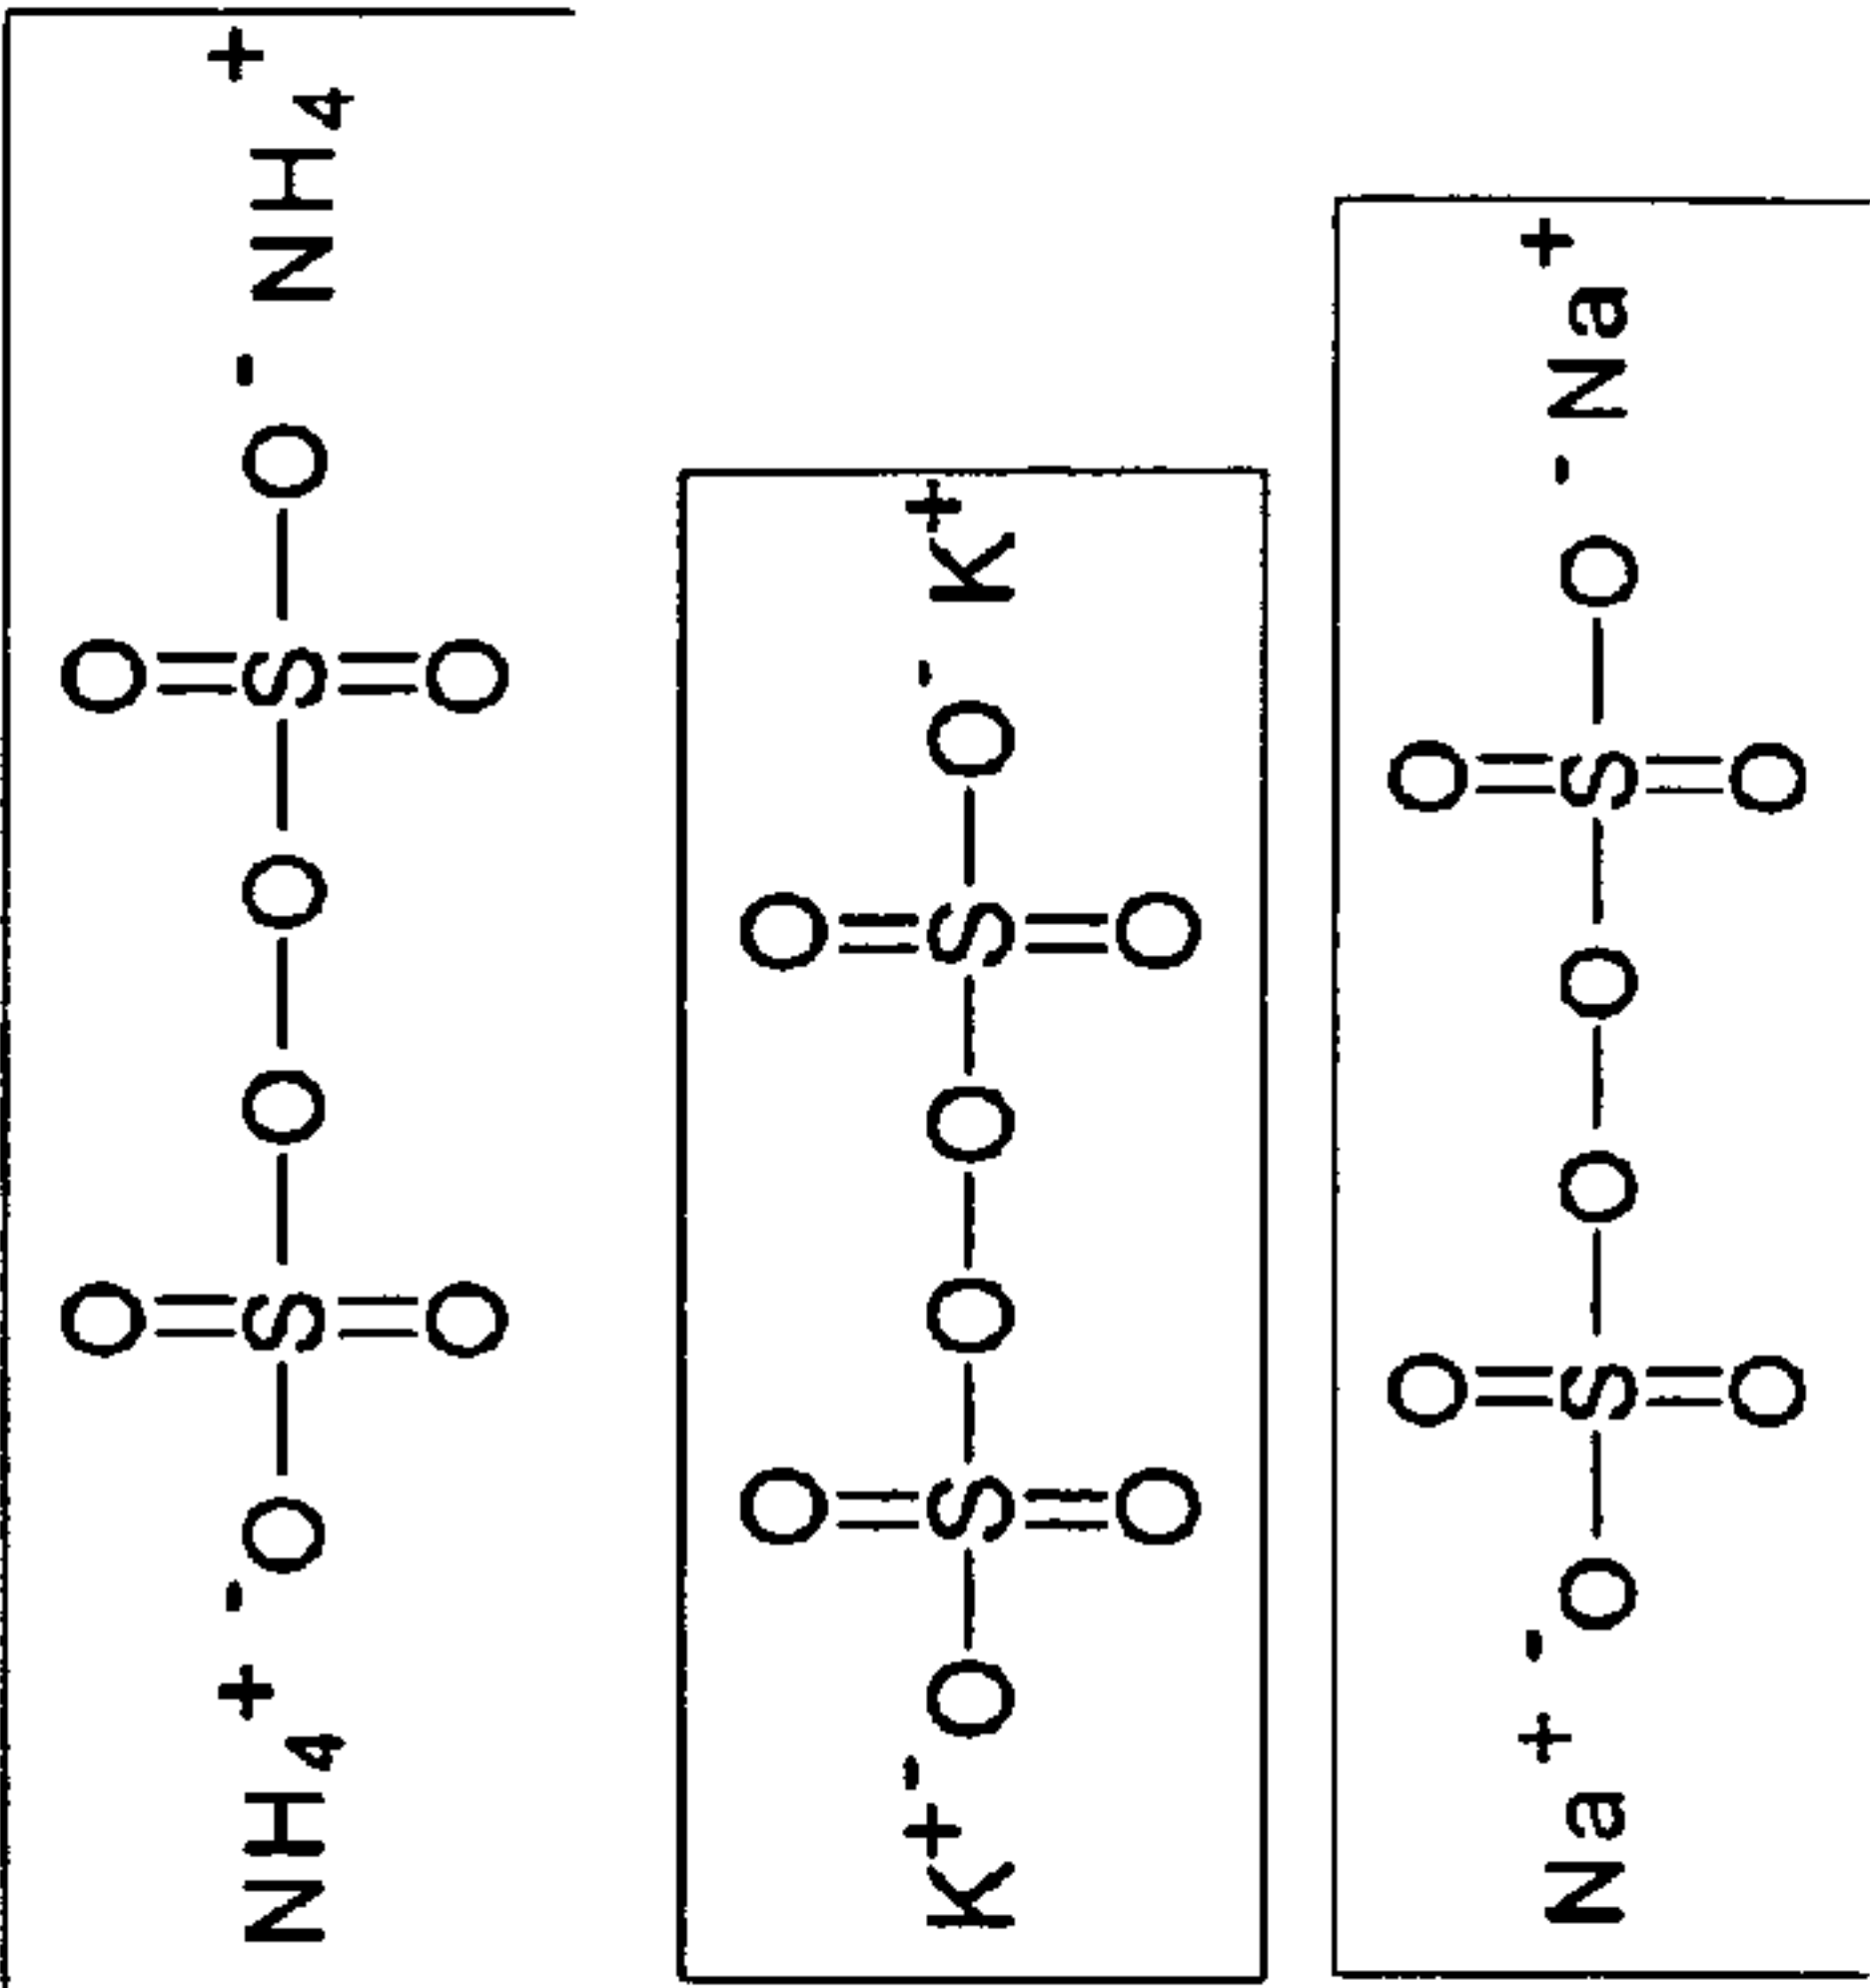 O O
NH4+ -O—S—O—O—S—O- NH4+
O O
O O
K+ -O—S—O—O—S—O- K+
O O
O O
Na+ -O—S—O—O—S—O- Na+
O O